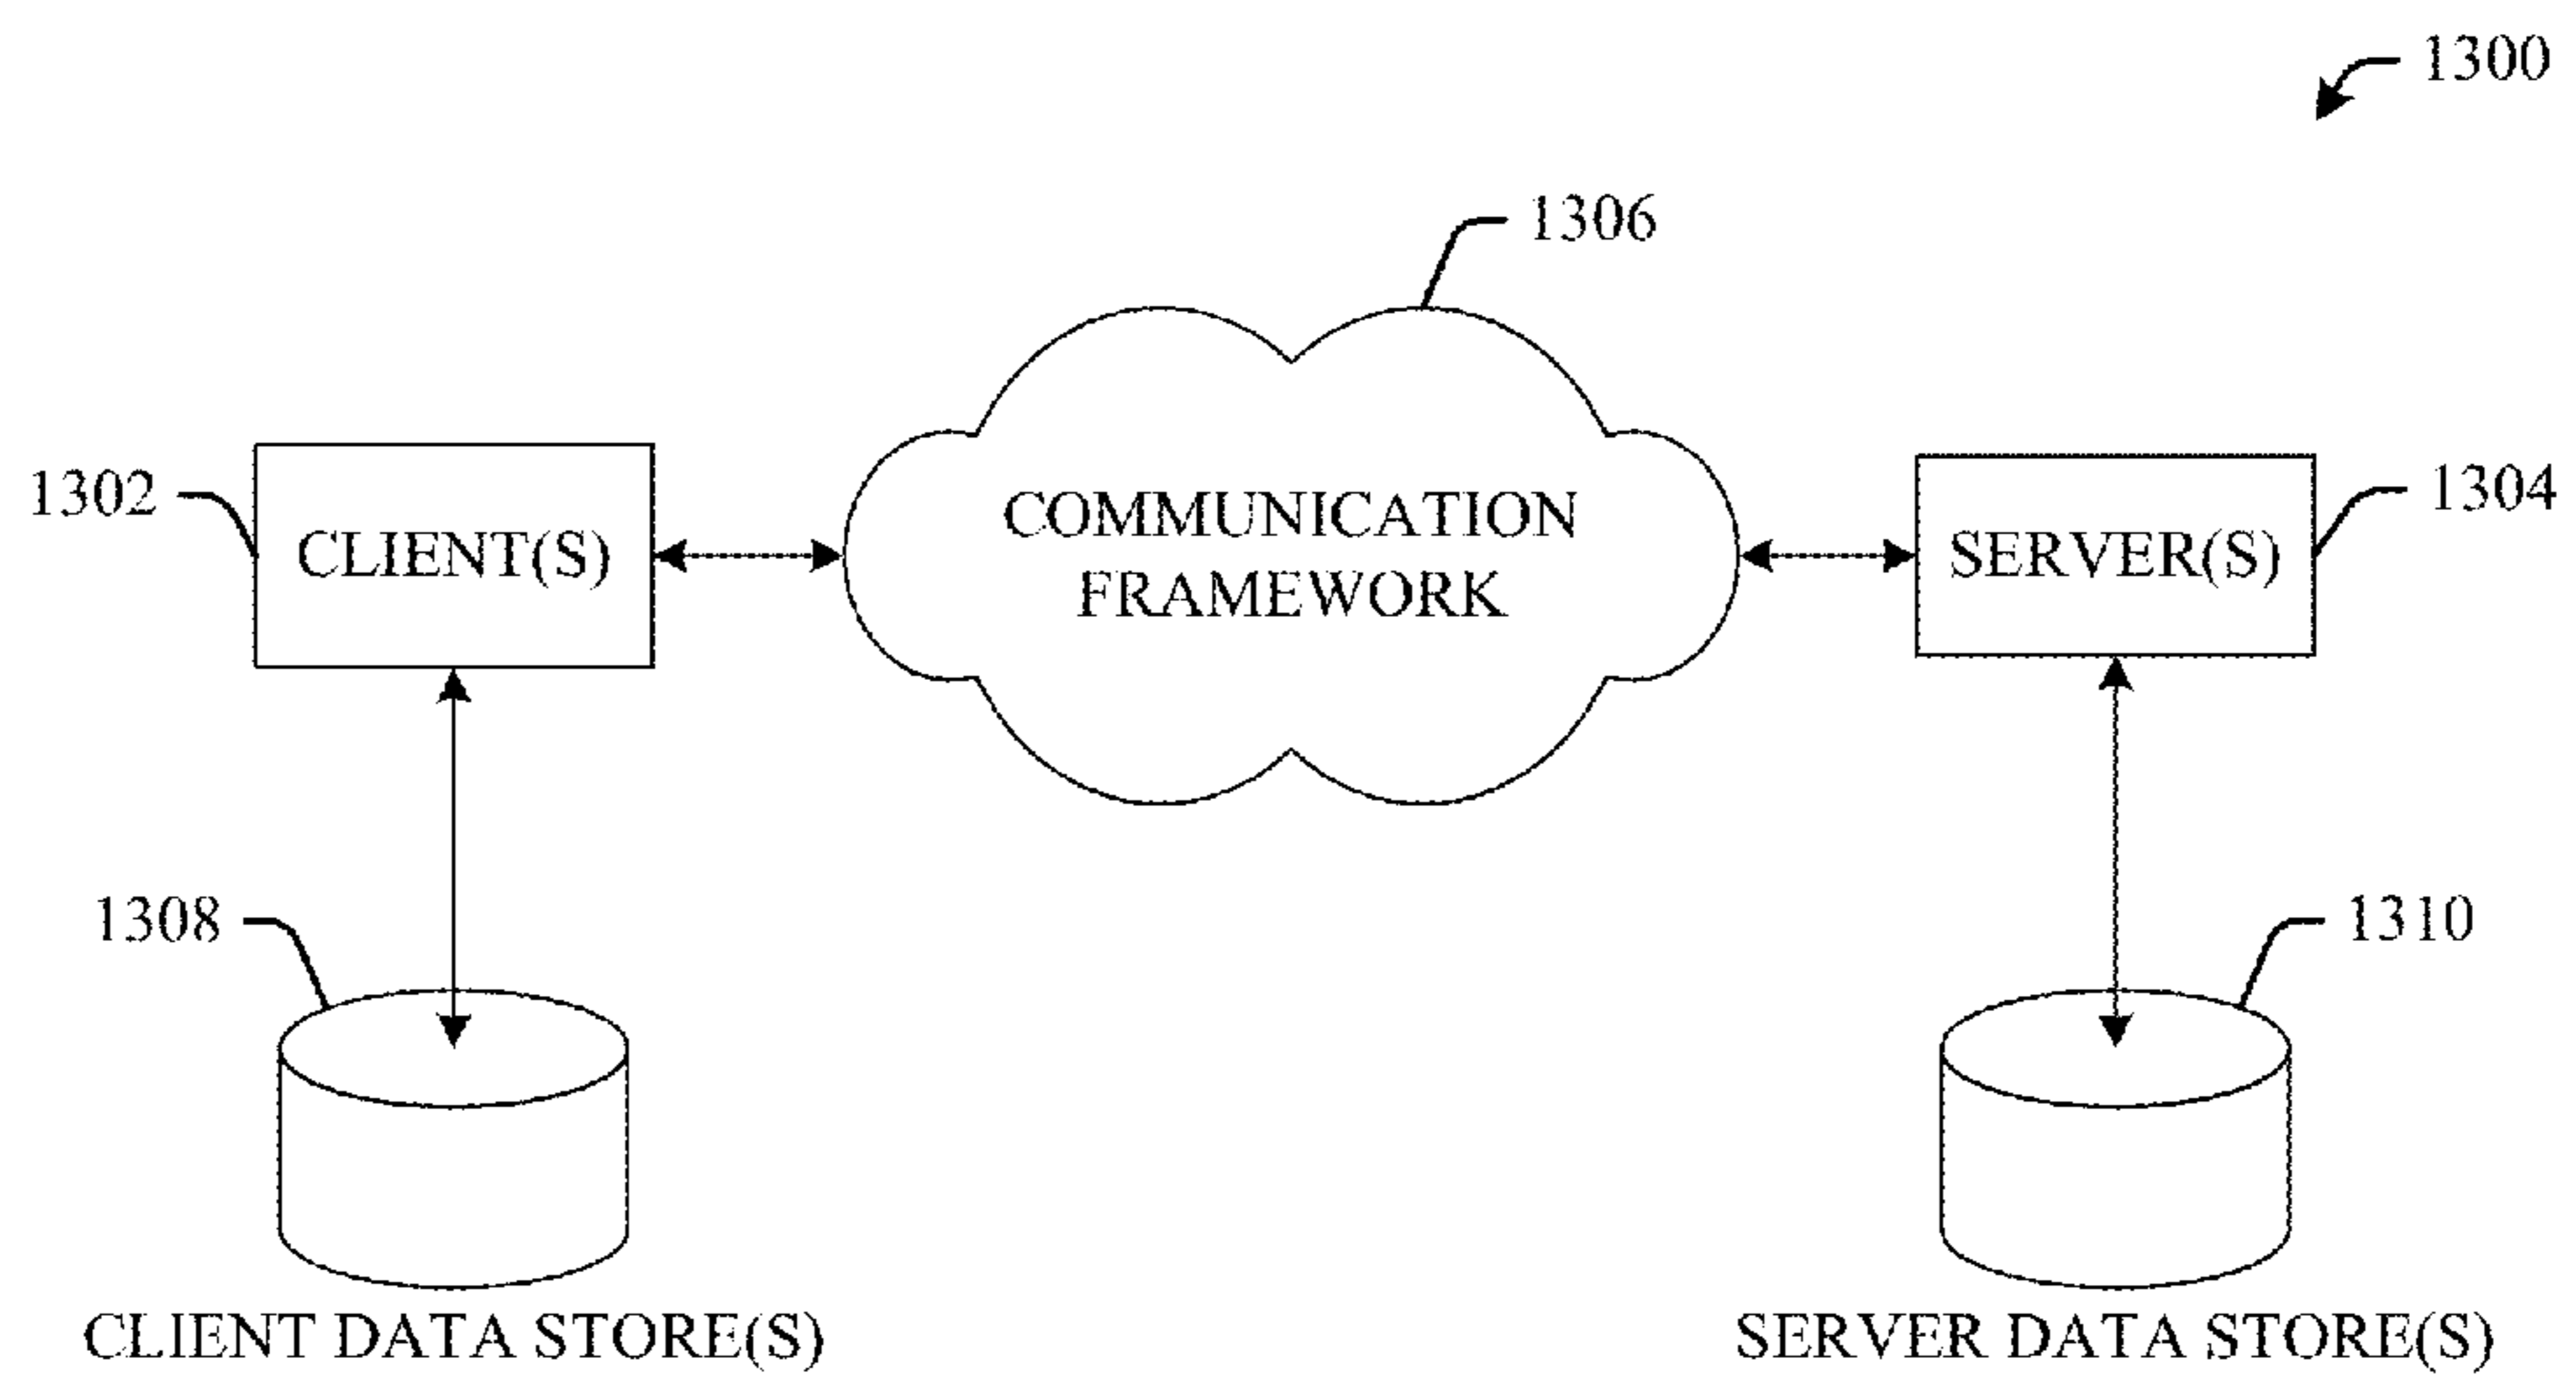 1300
1306
1302
CLIENT(S)
COMMUNICATION
FRAMEWORK
SERVER(S)
1304
1308
1310
CLIENT DATA STORE(S)
SERVER DATA STORE(S)